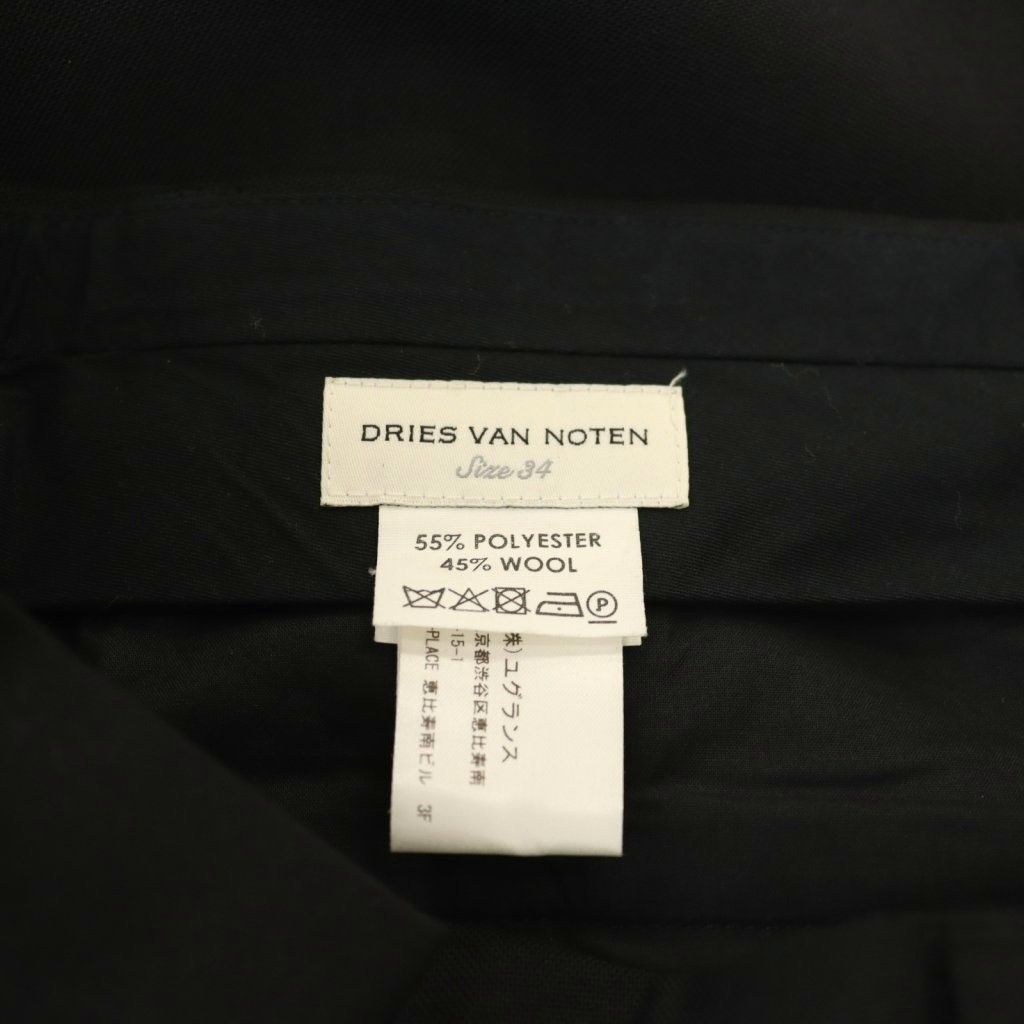 DRIES VAN NOTEN
Size 34
55% POLYESTER
45% WOOL
P
株)ユグランス
京都渋谷区恵比寿南
-15-1
-PLACE 恵比寿南ビル 3F